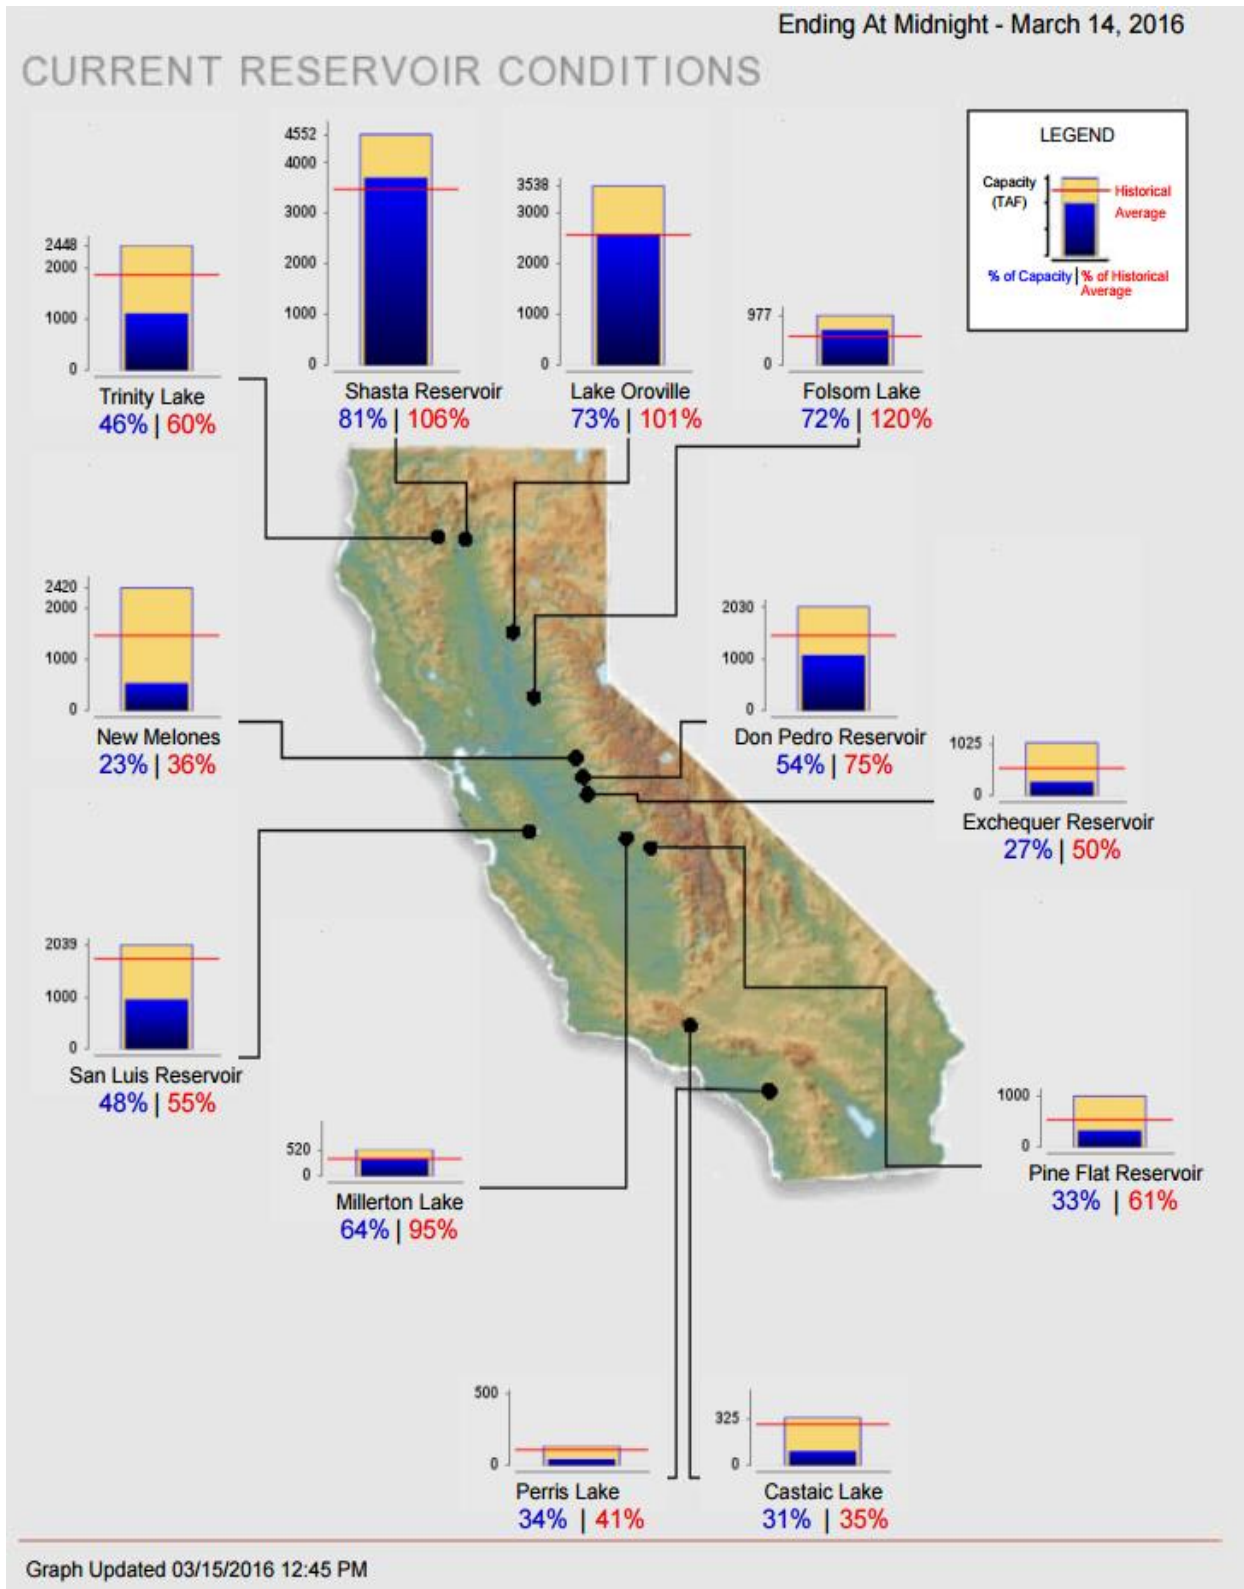 Ending At Midnight - March 14, 2016
CURRENT RESERVOIR CONDITIONS
LEGEND
Capacity
(TAF)
Historical
Average
% of Capacity | % of Historical
Average
2448
2000
1000
0
Trinity Lake
46% | 60%
4552
4000
3000
2000
1000
0
Shasta Reservoir
81% | 106%
3538
3000
2000
1000
0
Lake Oroville
73% | 101%
977
0
Folsom Lake
72% | 120%
2420
2000
1000
0
New Melones
23% | 36%
2030
1000
0
Don Pedro Reservoir
54% | 75%
1025
0
Exchequer Reservoir
27% | 50%
2039
1000
0
San Luis Reservoir
48% | 55%
520
0
Millerton Lake
64% | 95%
1000
0
Pine Flat Reservoir
33% | 61%
500
0
Perris Lake
34% | 41%
325
0
Castaic Lake
31% | 35%
Graph Updated 03/15/2016 12:45 PM